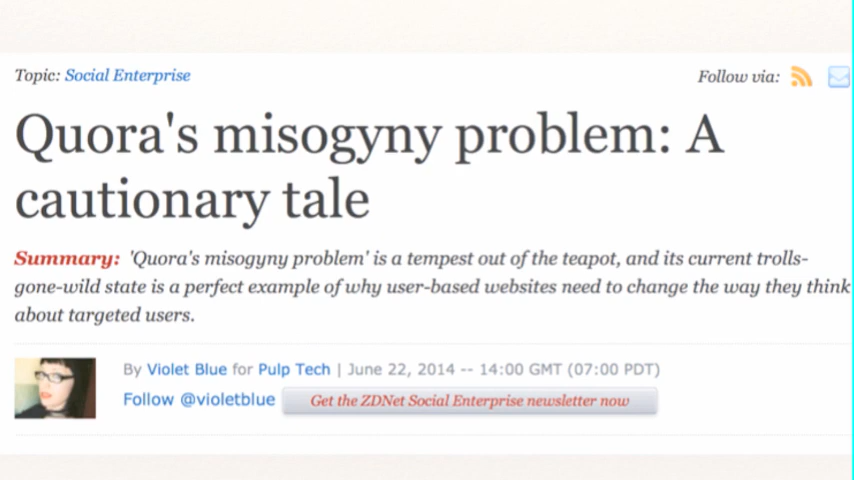 Topic: Social Enterprise
Follow via:
Quora's misogyny problem: A
cautionary tale
Summary: 'Quora's misogyny problem' is a tempest out of the teapot, and its current trolls-
gone-wild state is a perfect example of why user-based websites need to change the way they think
about targeted users.
By Violet Blue for Pulp Tech | June 22, 2014 -- 14:00 GMT (07:00 PDT)
Follow @violetblue
Get the ZDNet Social Enterprise newsletter now